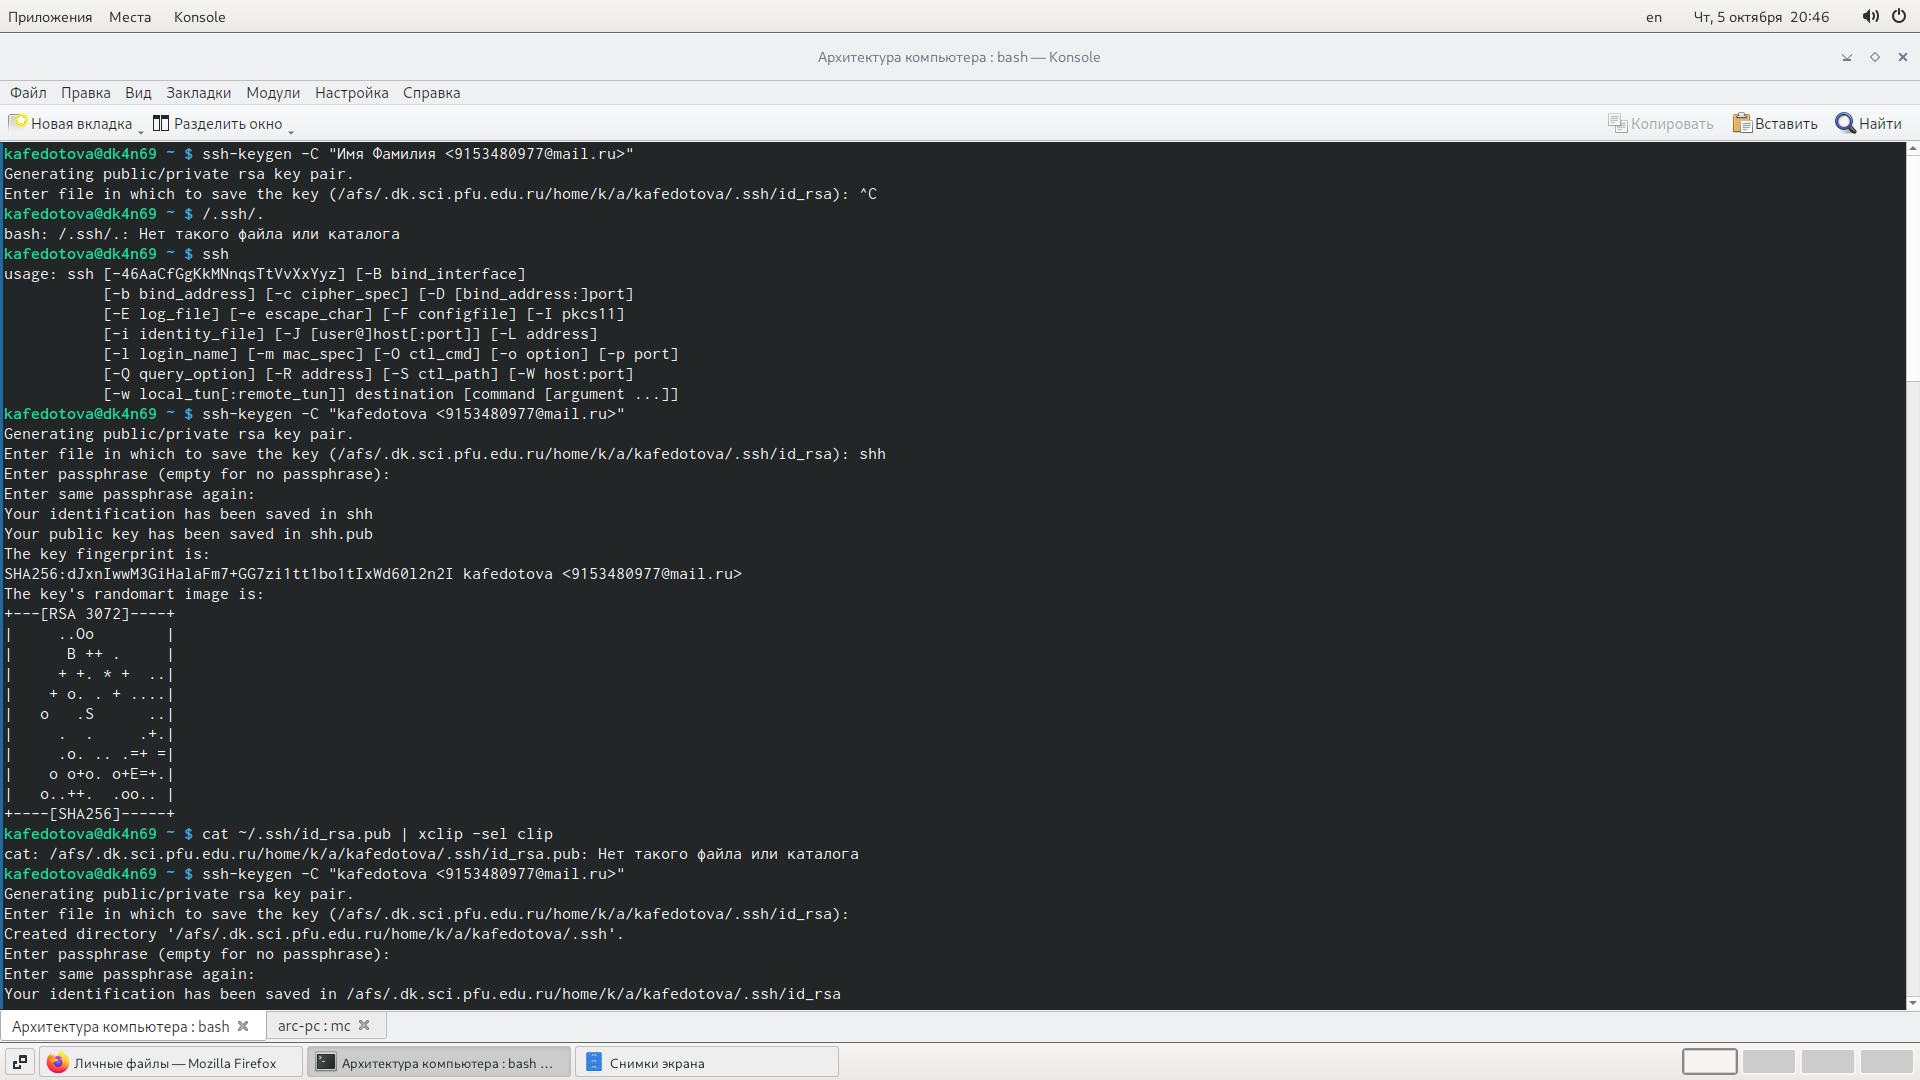 Приложения Места Konsole en Чт, 5 октября 20:46
Архитектура компьютера : bash — Konsole
Файл Правка Вид Закладки Модули Настройка Справка
Новая вкладка Разделить окно Копировать Вставить Найти
kafedotova@dk4n69 ~ $ ssh-keygen -C "Имя Фамилия <9153480977@mail.ru>"
Generating public/private rsa key pair.
Enter file in which to save the key (/afs/.dk.sci.pfu.edu.ru/home/k/a/kafedotova/.ssh/id_rsa): ^C
kafedotova@dk4n69 ~ $ /.ssh/.
bash: /.ssh/.: Нет такого файла или каталога
kafedotova@dk4n69 ~ $ ssh
usage: ssh [-46AaCfGgKkMNnqsTtVvXxYyz] [-B bind_interface]
           [-b bind_address] [-c cipher_spec] [-D [bind_address:]port]
           [-E log_file] [-e escape_char] [-F configfile] [-I pkcs11]
           [-i identity_file] [-J [user@]host[:port]] [-L address]
           [-l login_name] [-m mac_spec] [-O ctl_cmd] [-o option] [-p port]
           [-Q query_option] [-R address] [-S ctl_path] [-W host:port]
           [-w local_tun[:remote_tun]] destination [command [argument ...]]
kafedotova@dk4n69 ~ $ ssh-keygen -C "kafedotova <9153480977@mail.ru>"
Generating public/private rsa key pair.
Enter file in which to save the key (/afs/.dk.sci.pfu.edu.ru/home/k/a/kafedotova/.ssh/id_rsa): shh
Enter passphrase (empty for no passphrase):
Enter same passphrase again:
Your identification has been saved in shh
Your public key has been saved in shh.pub
The key fingerprint is:
SHA256:dJxnIwwM3GiHalaFm7+GG7zi1tt1bo1tIxWd60l2n2I kafedotova <9153480977@mail.ru>
The key's randomart image is:
+---[RSA 3072]----+
|     ..Oo        |
|      B ++ .     |
|     + +. * +  ..|
|    + o. . + ....|
|   o   .S      ..|
|     .  .     .+.|
|     .o. .. .=+ =|
|    o o+o. o+E=+.|
|   o..++.  .oo.. |
+----[SHA256]-----+
kafedotova@dk4n69 ~ $ cat ~/.ssh/id_rsa.pub | xclip -sel clip
cat: /afs/.dk.sci.pfu.edu.ru/home/k/a/kafedotova/.ssh/id_rsa.pub: Нет такого файла или каталога
kafedotova@dk4n69 ~ $ ssh-keygen -C "kafedotova <9153480977@mail.ru>"
Generating public/private rsa key pair.
Enter file in which to save the key (/afs/.dk.sci.pfu.edu.ru/home/k/a/kafedotova/.ssh/id_rsa):
Created directory '/afs/.dk.sci.pfu.edu.ru/home/k/a/kafedotova/.ssh'.
Enter passphrase (empty for no passphrase):
Enter same passphrase again:
Your identification has been saved in /afs/.dk.sci.pfu.edu.ru/home/k/a/kafedotova/.ssh/id_rsa
Архитектура компьютера : bash arc-pc : mc
Личные файлы — Mozilla Firefox Архитектура компьютера : bash ... Снимки экрана